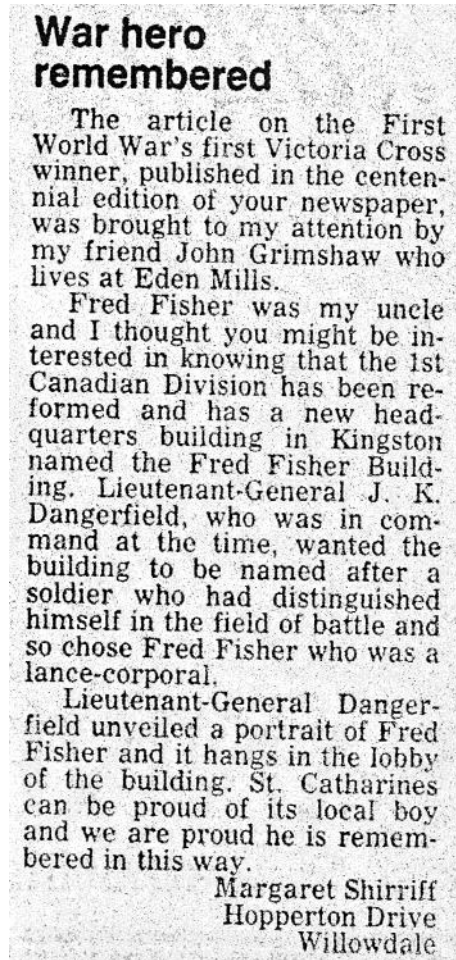 War hero
remembered
The article on the First
World War's first Victoria Cross
winner, published in the centen-
nial edition of your newspaper,
was brought to my attention by
my friend John Grimshaw who
lives at Eden Mills.
Fred Fisher was my uncle
and I thought you might be in-
terested in knowing that the 1st
Canadian Division has been re-
formed and has a new head-
quarters building in Kingston
named the Fred Fisher Build-
ing. Lieutenant-General J. K.
Dangerfield, who was in com-
mand at the time, wanted the
building to be named after a
soldier who had distinguished
himself in the field of battle and
so chose Fred Fisher who was a
lance-corporal.
Lieutenant-General Danger-
field unveiled a portrait of Fred
Fisher and it hangs in the lobby
of the building. St. Catharines
can be proud of its local boy
and we are proud he is remem-
bered in this way.
Margaret Shirriff
Hopperton Drive
Willowdale